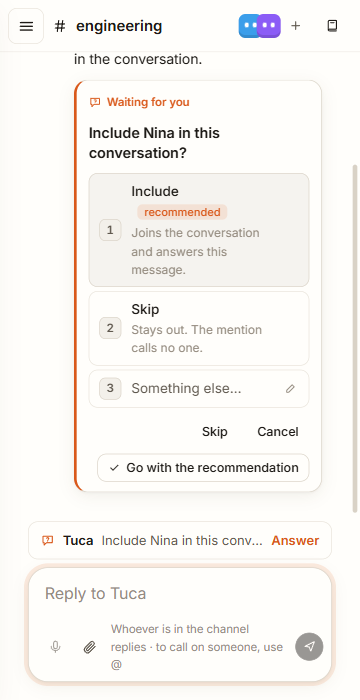 # engineering
in the conversation.
Waiting for you
Include Nina in this
conversation?
1
Include
recommended
Joins the conversation
and answers this
message.
2
Skip
Stays out. The mention
calls no one.
3
Something else...
Skip Cancel
Go with the recommendation
Tuca Include Nina in this conv... Answer
Reply to Tuca
Whoever is in the channel
replies · to call on someone, use
@